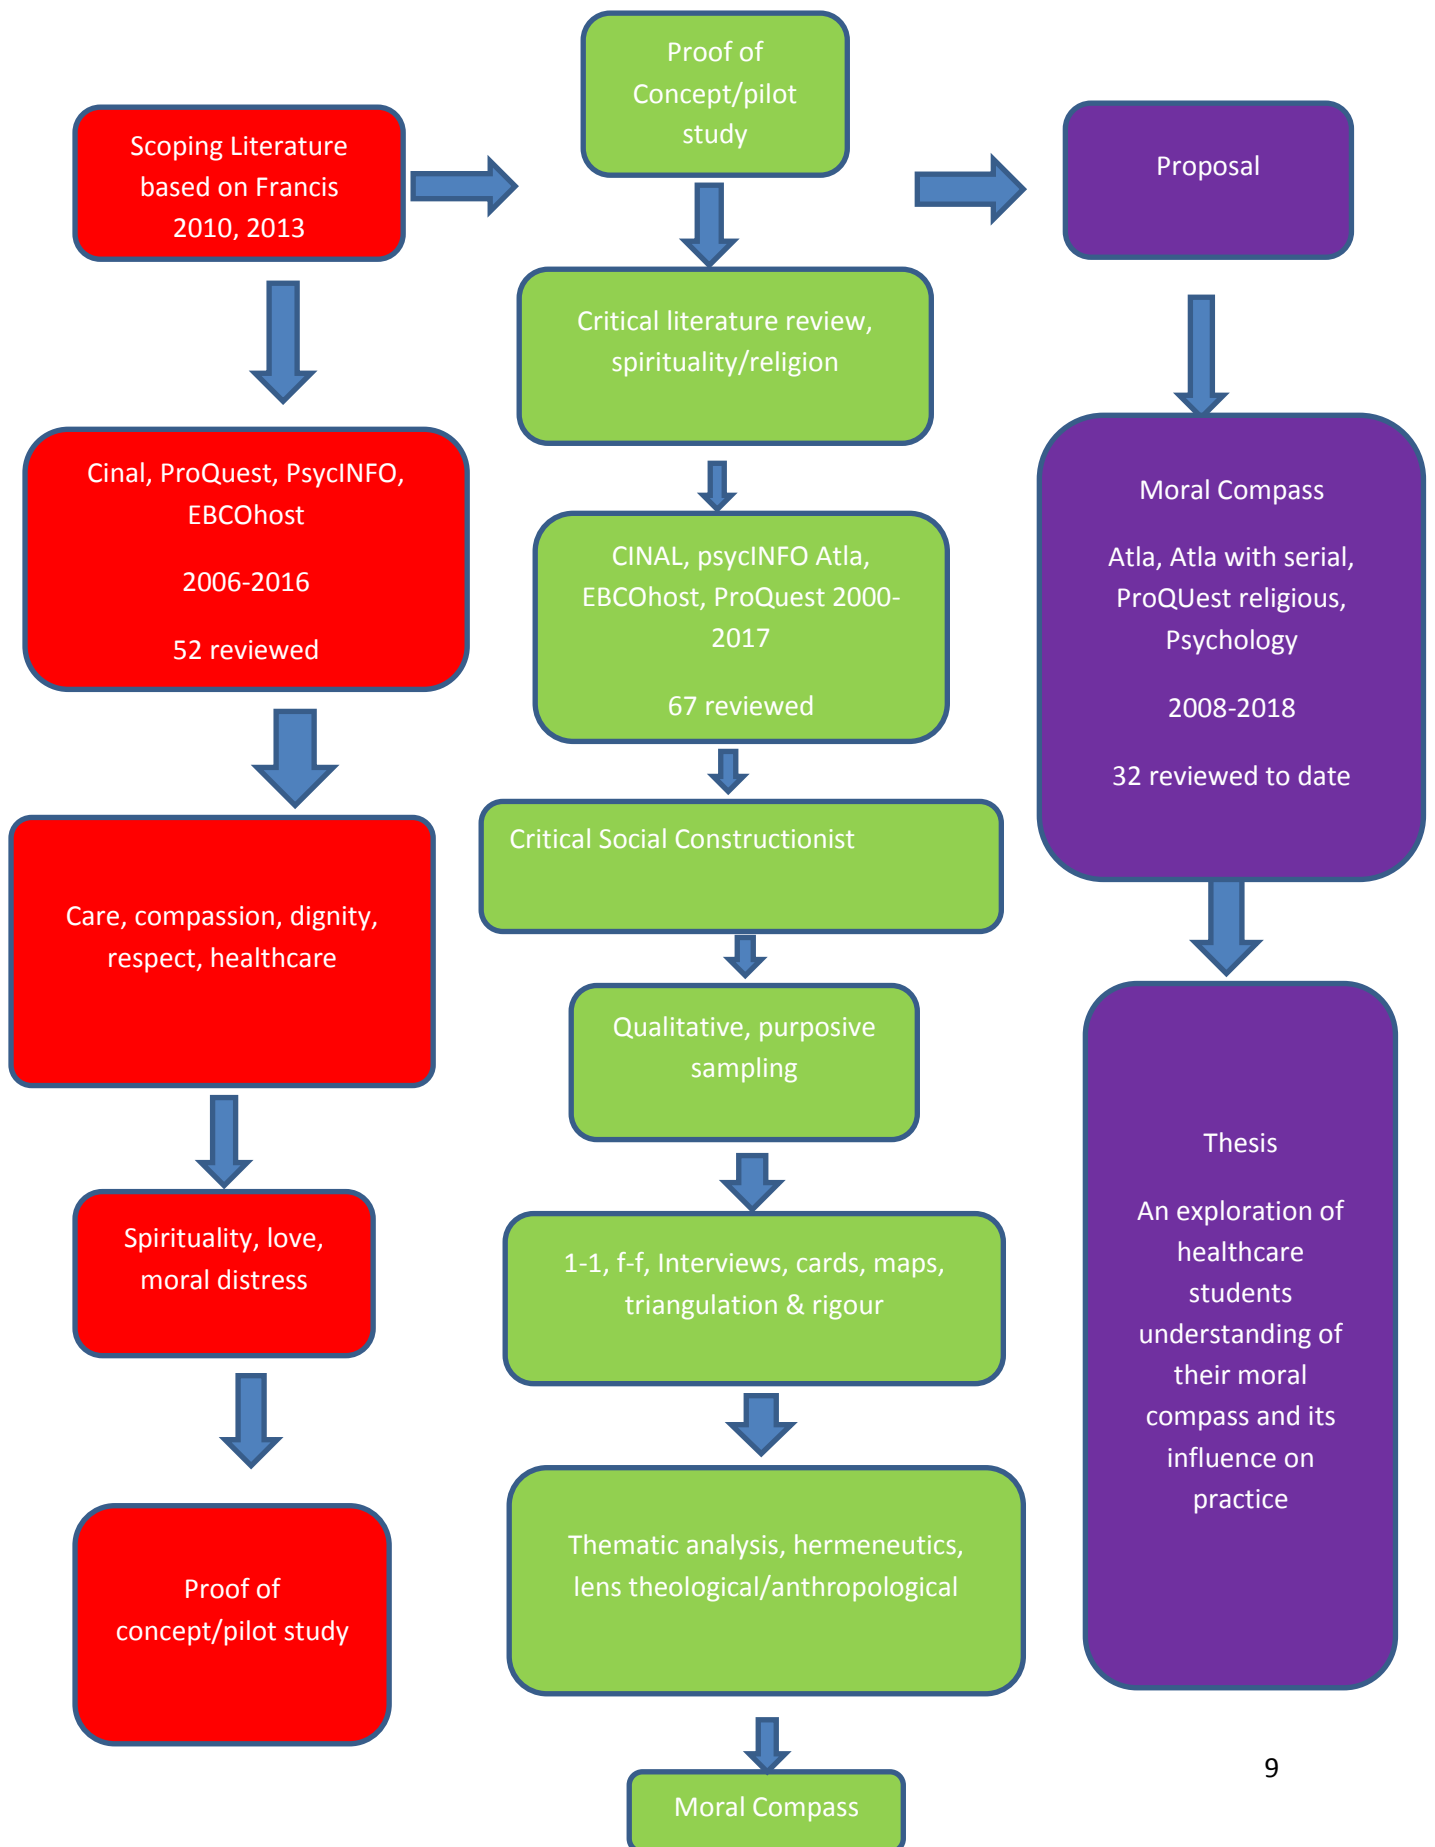 Scoping Literature
based on Francis
2010, 2013
Cinal, ProQuest, PsycINFO,
EBCOhost
2006-2016
52 reviewed
Care, compassion, dignity,
respect, healthcare
Spirituality, love,
moral distress
Proof of
concept/pilot study
Proof of
Concept/pilot
study
Critical literature review,
spirituality/religion
CINAL, psycINFO Atla,
EBCOhost, ProQuest 2000-
2017
67 reviewed
Critical Social Constructionist
Qualitative, purposive
sampling
1-1, f-f, Interviews, cards, maps,
triangulation & rigour
Thematic analysis, hermeneutics,
lens theological/anthropological
Moral Compass
Proposal
Moral Compass
Atla, Atla with serial,
ProQUest religious,
Psychology
2008-2018
32 reviewed to date
Thesis
An exploration of
healthcare
students
understanding of
their moral
compass and its
influence on
practice
9